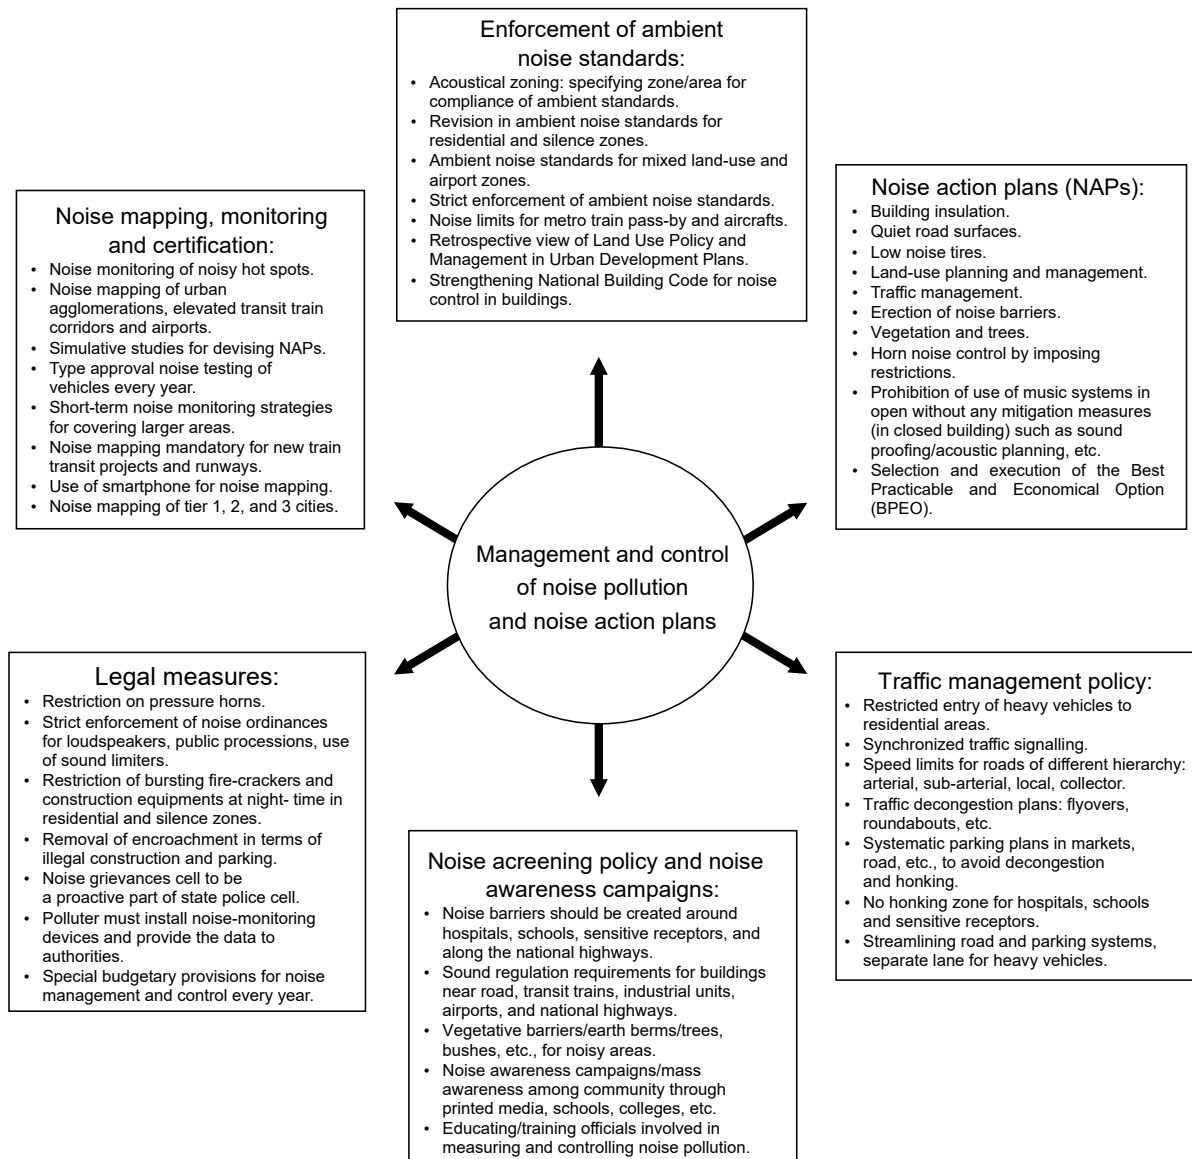 Enforcement of ambient
noise standards:
• Acoustical zoning: specifying zone/area for
compliance of ambient standards.
• Revision in ambient noise standards for
residential and silence zones.
• Ambient noise standards for mixed land-use and
airport zones.
• Strict enforcement of ambient noise standards.
• Noise limits for metro train pass-by and aircrafts.
• Retrospective view of Land Use Policy and
Management in Urban Development Plans.
• Strengthening National Building Code for noise
control in buildings.
Noise mapping, monitoring
and certification:
• Noise monitoring of noisy hot spots.
• Noise mapping of urban
agglomerations, elevated transit train
corridors and airports.
• Simulative studies for devising NAPs.
• Type approval noise testing of
vehicles every year.
• Short-term noise monitoring strategies
for covering larger areas.
• Noise mapping mandatory for new train
transit projects and runways.
• Use of smartphone for noise mapping.
• Noise mapping of tier 1, 2, and 3 cities.
Noise action plans (NAPs):
• Building insulation.
• Quiet road surfaces.
• Low noise tires.
• Land-use planning and management.
• Traffic management.
• Erection of noise barriers.
• Vegetation and trees.
• Horn noise control by imposing
restrictions.
• Prohibition of use of music systems in
open without any mitigation measures
(in closed building) such as sound
proofing/acoustic planning, etc.
• Selection and execution of the Best
Practicable and Economical Option
(BPEO).
Management and control
of noise pollution
and noise action plans
Legal measures:
• Restriction on pressure horns.
• Strict enforcement of noise ordinances
for loudspeakers, public processions, use
of sound limiters.
• Restriction of bursting fire-crackers and
construction equipments at night- time in
residential and silence zones.
• Removal of encroachment in terms of
illegal construction and parking.
• Noise grievances cell to be
a proactive part of state police cell.
• Polluter must install noise-monitoring
devices and provide the data to
authorities.
• Special budgetary provisions for noise
management and control every year.
Traffic management policy:
• Restricted entry of heavy vehicles to
residential areas.
• Synchronized traffic signalling.
• Speed limits for roads of different hierarchy:
arterial, sub-arterial, local, collector.
• Traffic decongestion plans: flyovers,
roundabouts, etc.
• Systematic parking plans in markets,
road, etc., to avoid decongestion
and honking.
• No honking zone for hospitals, schools
and sensitive receptors.
• Streamlining road and parking systems,
separate lane for heavy vehicles.
Noise acreening policy and noise
awareness campaigns:
• Noise barriers should be created around
hospitals, schools, sensitive receptors, and
along the national highways.
• Sound regulation requirements for buildings
near road, transit trains, industrial units,
airports, and national highways.
• Vegetative barriers/earth berms/trees,
bushes, etc., for noisy areas.
• Noise awareness campaigns/mass
awareness among community through
printed media, schools, colleges, etc.
• Educating/training officials involved in
measuring and controlling noise pollution.